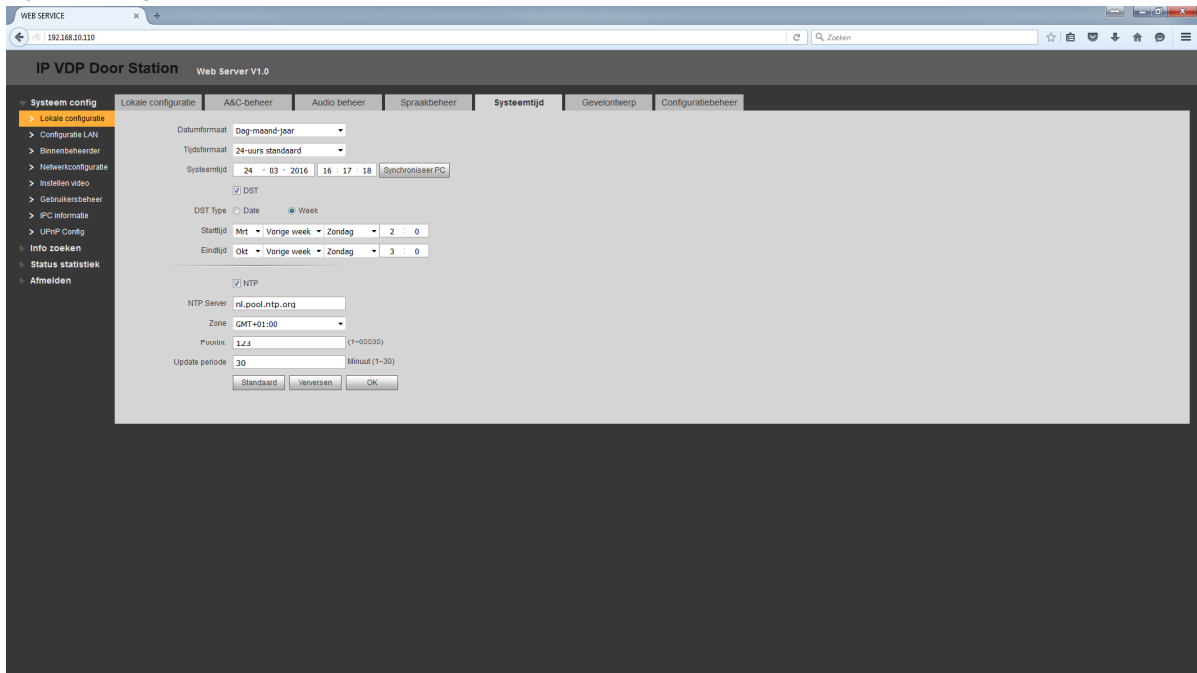 WEB SERVICE × +
192.168.10.110 Zoeken
IP VDP Door Station Web Server V1.0
Systeem config
Lokale configuratie
Configuratie LAN
Binnenbeheerder
Netwerkconfiguratie
Instellen video
Gebruikersbeheer
IPC informatie
UPnP Config
Info zoeken
Status statistiek
Afmelden
Lokale configuratie A&C-beheer Audio beheer Spraakbeheer Systeemtijd Gevelontwerp Configuratiebeheer
Datumformaat Dag-maand-jaar
Tijdsformaat 24-uurs standaard
Systeemtijd 24 - 03 - 2016 16 : 17 : 18 Synchroniseer PC
DST
DST Type Date Week
Starttijd Mrt Vorige week Zondag 2 : 0
Eindtijd Okt Vorige week Zondag 3 : 0
NTP
NTP Server nl.pool.ntp.org
Zone GMT+01:00
Poortnr. 123 (1~65535)
Update periode 30 Minuut (1~30)
Standaard Verversen OK